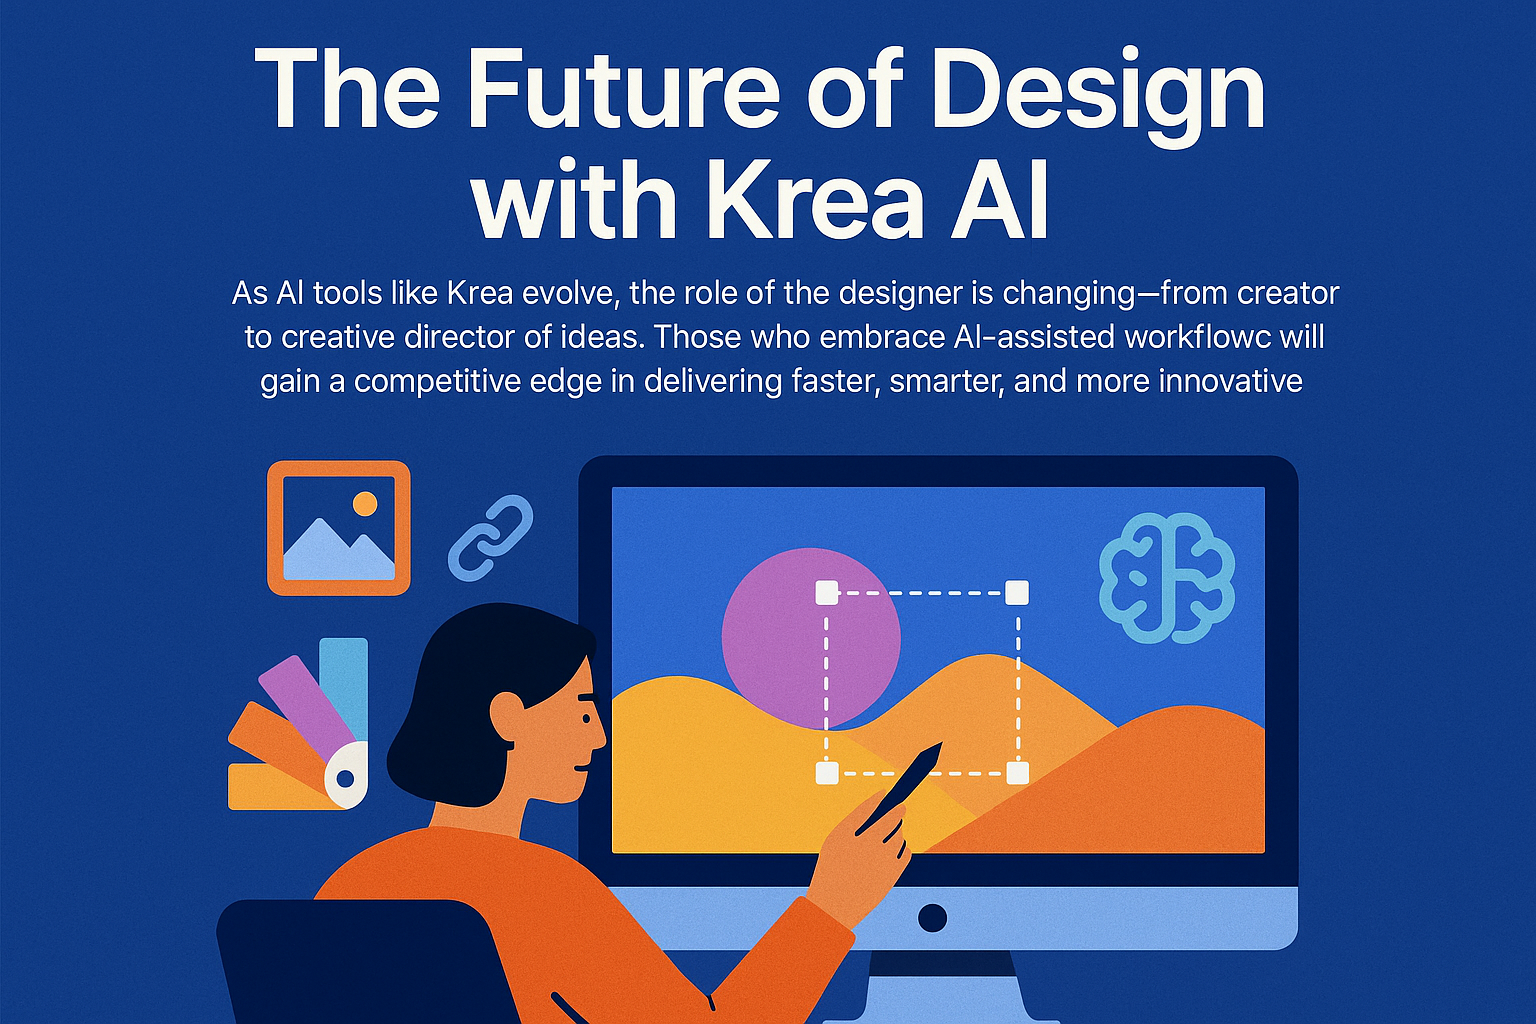 The Future of Design
with Krea AI
As AI tools like Krea evolve, the role of the designer is changing—from creator
to creative director of ideas. Those who embrace AI-assisted workflowc will
gain a competitive edge in delivering faster, smarter, and more innovative